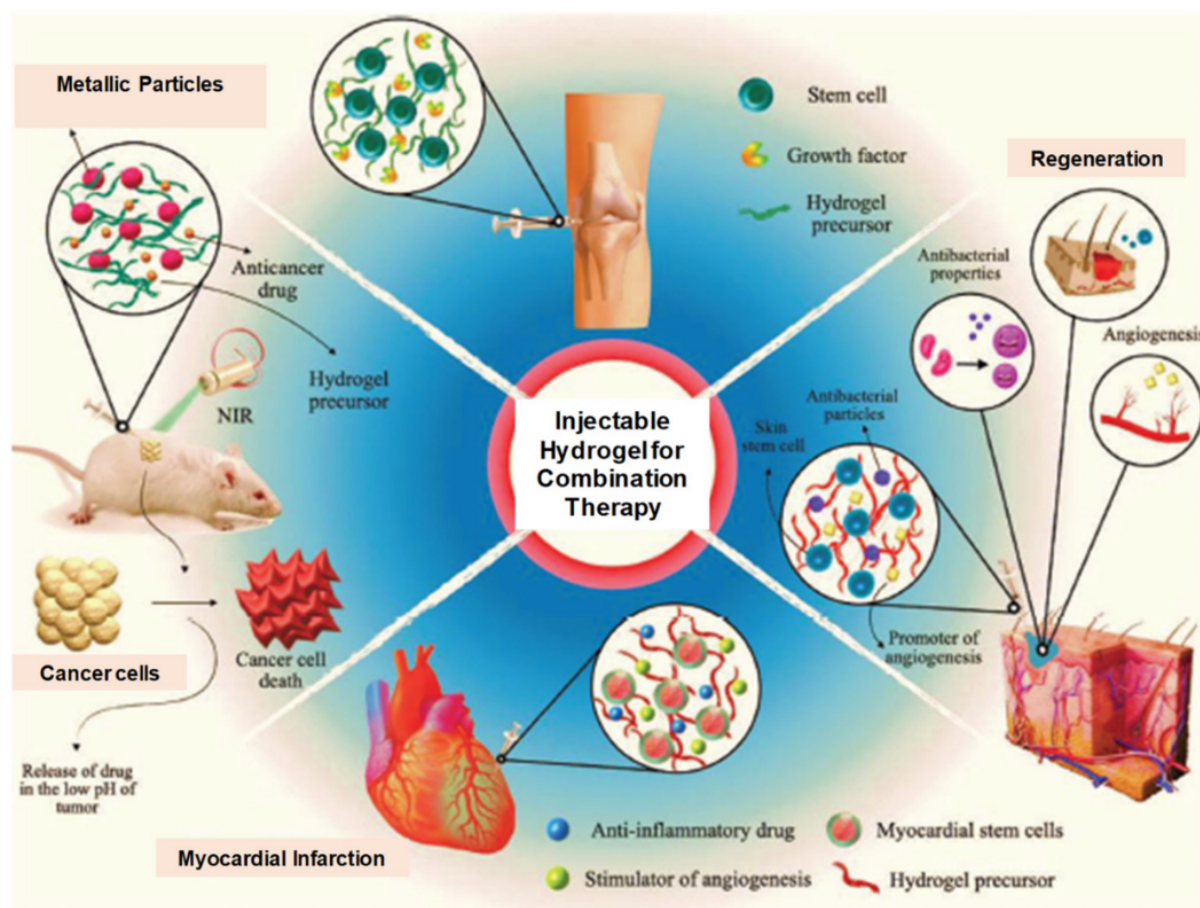 Metallic Particles
Stem cell
Growth factor
Hydrogel
precursor
Regeneration
Anticancer
drug
Hydrogel
precursor
NIR
Antibacterial
properties
Angiogenesis
Antibacterial
particles
Skin
stem cell
Injectable
Hydrogel for
Combination
Therapy
Promoter of
angiogenesis
Cancer cells
Cancer cell
death
Release of drug
in the low pH of
tumor
Myocardial Infarction
Anti-inflammatory drug
Myocardial stem cells
Stimulator of angiogenesis
Hydrogel precursor